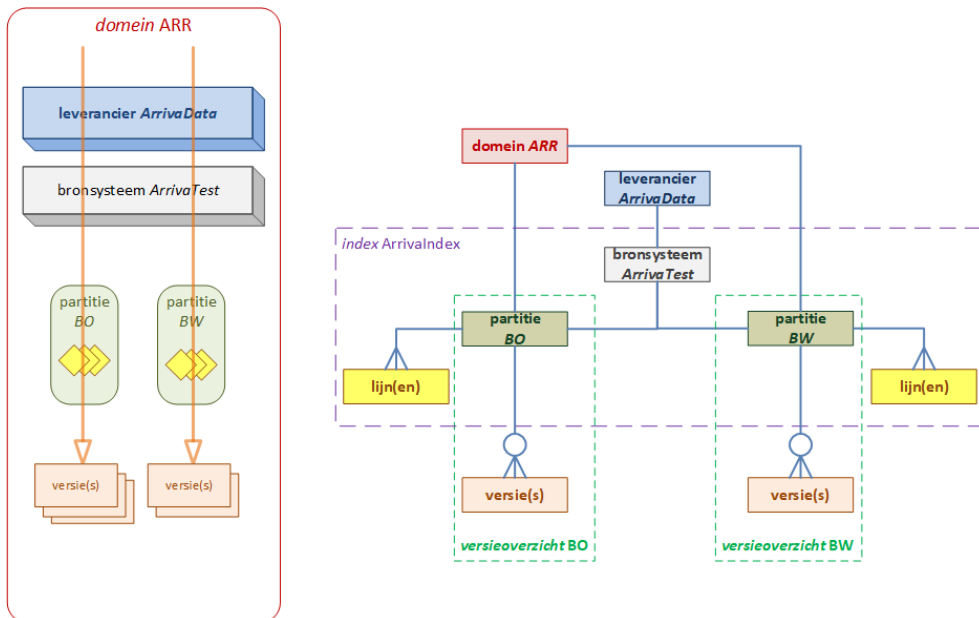 domein ARR
leverancier ArrivaData
bronsysteem ArrivaTest
partitie
BO
partitie
BW
versie(s)
versie(s)
domein ARR
leverancier
ArrivaData
index ArrivaIndex
bronsysteem
ArrivaTest
partitie
BO
partitie
BW
lijn(en)
lijn(en)
versie(s)
versie(s)
versieoverzicht BO
versieoverzicht BW